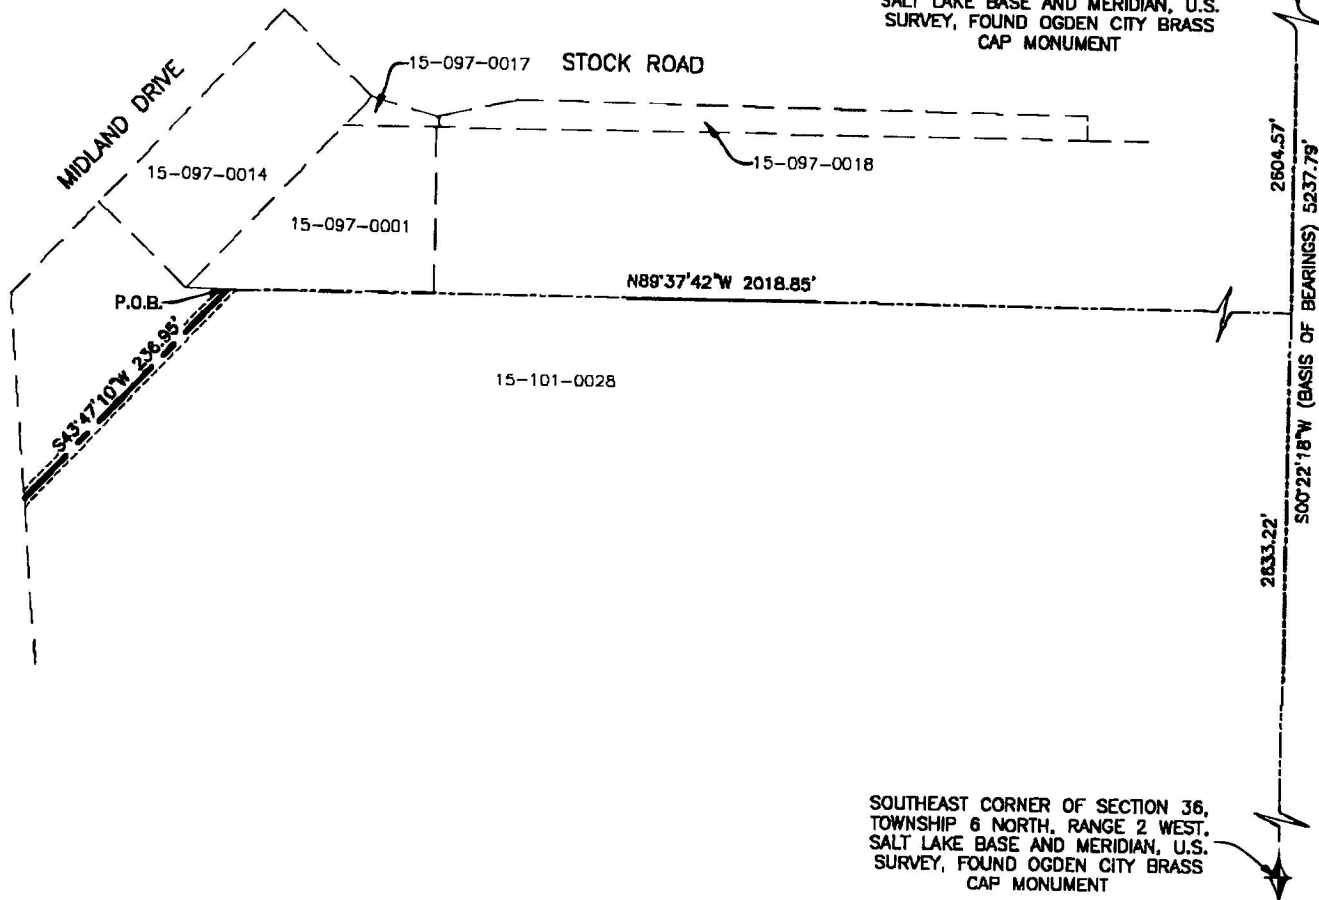 SALT LAKE BASE AND MERIDIAN, U.S.
SURVEY, FOUND OGDEN CITY BRASS
CAP MONUMENT
15-097-0017
STOCK ROAD
MIDLAND DRIVE
15-097-0014
15-097-0018
15-097-0001
2604.57'
S00°22'18"W (BASIS OF BEARINGS) 5237.79'
N89°37'42"W 2018.85'
P.O.B.
S43°47'10"W 236.95'
15-101-0028
2633.22'
SOUTHEAST CORNER OF SECTION 36,
TOWNSHIP 6 NORTH, RANGE 2 WEST,
SALT LAKE BASE AND MERIDIAN, U.S.
SURVEY, FOUND OGDEN CITY BRASS
CAP MONUMENT